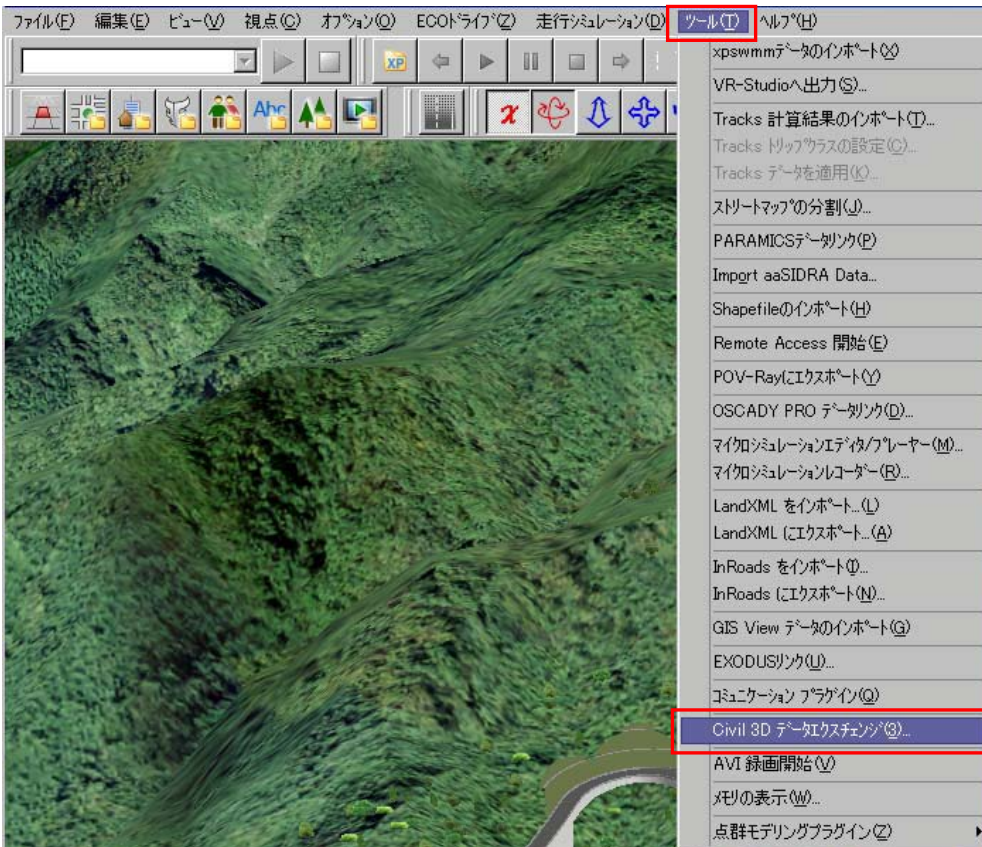 ﾌｧｲﾙ(F) 編集(E) ﾋﾞｭｰ(V) 視点(C) ｵﾌﾟｼｮﾝ(O) ECOﾄﾞﾗｲﾌﾞ(Z) 走行ｼﾐｭﾚｰｼｮﾝ(D) ﾂｰﾙ(T) ﾍﾙﾌﾟ(H)
XP
Abc
xpswmmﾃﾞｰﾀのｲﾝﾎﾟｰﾄ(X)
VR-Studioへ出力(S)...
Tracks 計算結果のｲﾝﾎﾟｰﾄ(T)...
Tracks ﾄﾘｯﾌﾟｸﾗｽの設定(C)...
Tracks ﾃﾞｰﾀを適用(K)...
ｽﾄﾘｰﾄﾏｯﾌﾟの分割(J)...
PARAMICSﾃﾞｰﾀﾘﾝｸ(P)
Import aaSIDRA Data...
Shapefileのｲﾝﾎﾟｰﾄ(H)
Remote Access 開始(E)
POV-Rayにｴｸｽﾎﾟｰﾄ(Y)
OSCADY PRO ﾃﾞｰﾀﾘﾝｸ(D)...
ﾏｲｸﾛｼﾐｭﾚｰｼｮﾝｴﾃﾞｨﾀ/ﾌﾟﾚｰﾔｰ(M)...
ﾏｲｸﾛｼﾐｭﾚｰｼｮﾝﾚｺｰﾀﾞｰ(R)...
LandXML をｲﾝﾎﾟｰﾄ...(L)
LandXML にｴｸｽﾎﾟｰﾄ...(A)
InRoads をｲﾝﾎﾟｰﾄ(I)...
InRoads にｴｸｽﾎﾟｰﾄ(N)...
GIS View ﾃﾞｰﾀのｲﾝﾎﾟｰﾄ(G)
EXODUSﾘﾝｸ(U)...
ｺﾐｭﾆｹｰｼｮﾝ ﾌﾟﾗｸﾞｲﾝ(Q)
Civil 3D ﾃﾞｰﾀｴｸｽﾁｪﾝｼﾞ(3)...
AVI 録画開始(V)
ﾒﾓﾘの表示(W)...
点群モデリングプラグイン(Z)